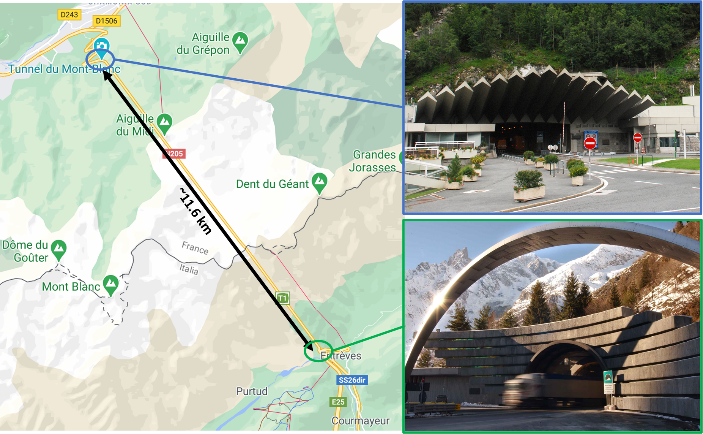 D243
D1506
Aiguille
du Grépon
Tunnel du Mont-Blanc
Aiguille
du Midi
N205
Grandes
Jorasses
Dent du Géant
~11.6 km
Dôme du
Goûter
France
Italia
Mont Blanc
T1
Entrèves
SS26dir
Purtud
E25
Courmayeur